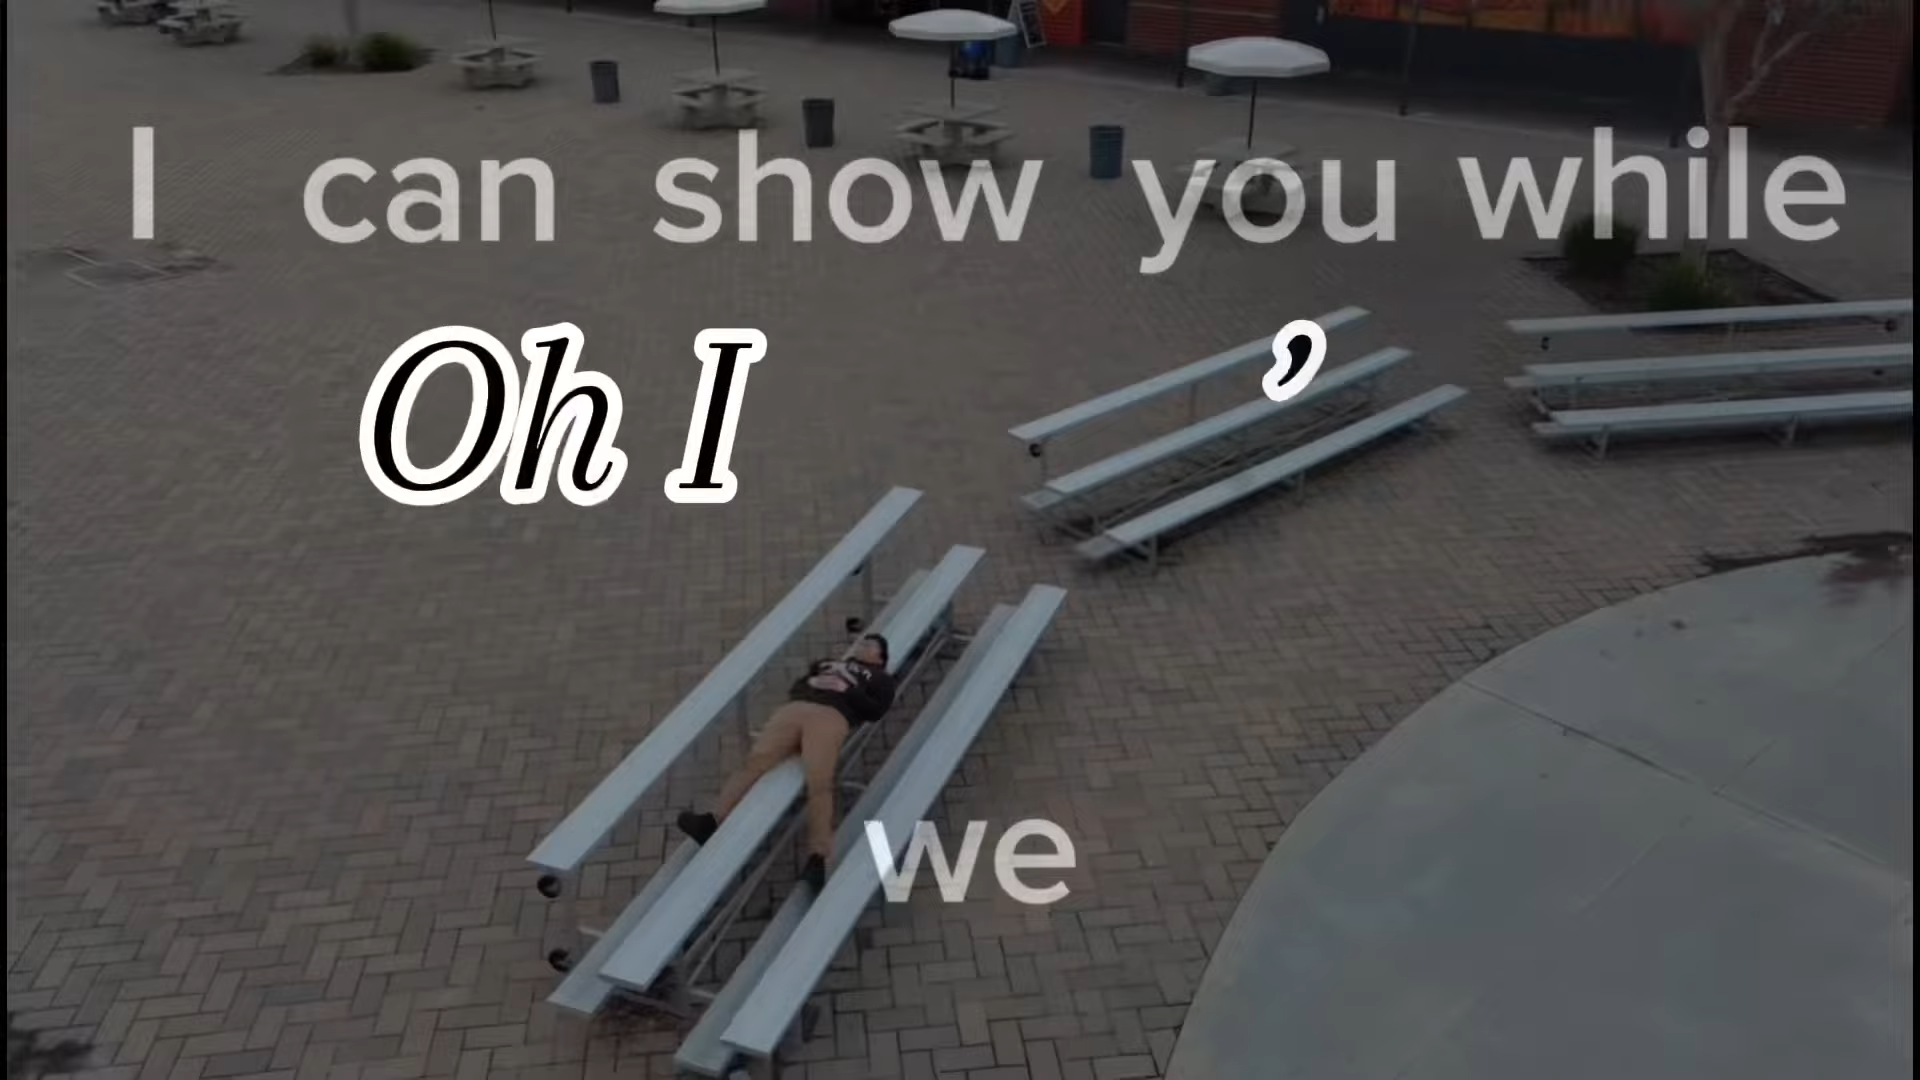 I can show you while
Oh I ’
we